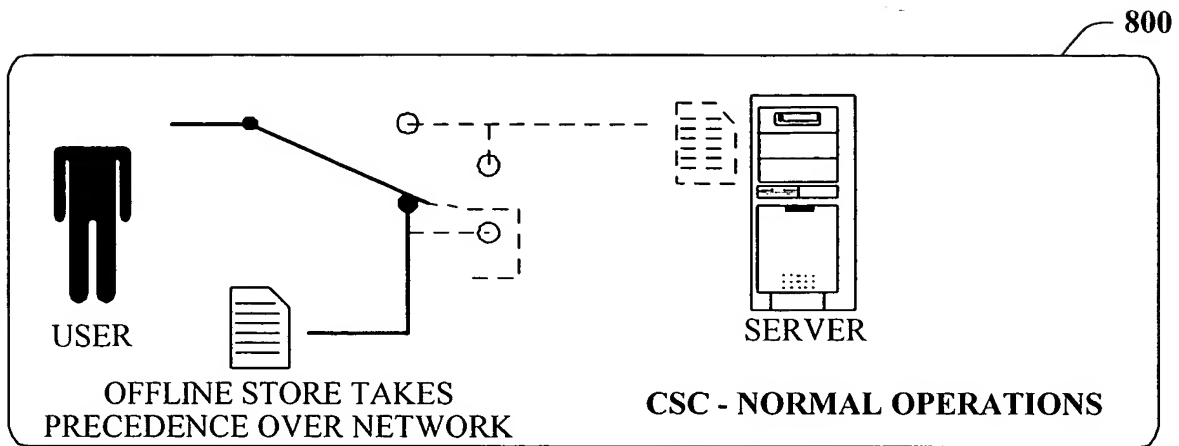 800
USER
SERVER
OFFLINE STORE TAKES
PRECEDENCE OVER NETWORK
CSC - NORMAL OPERATIONS